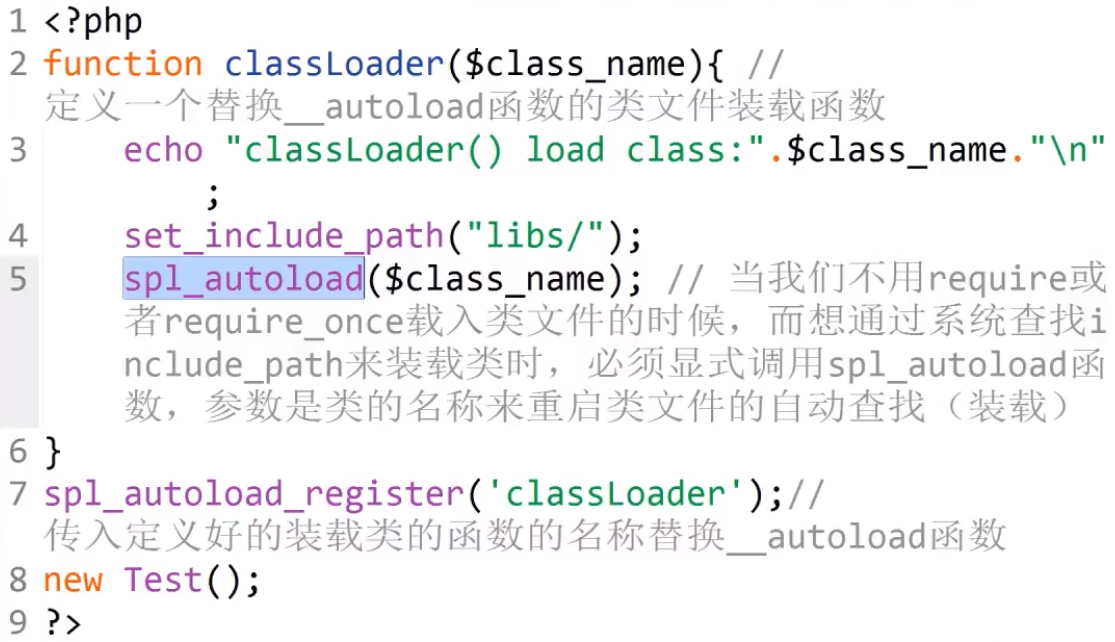 1 <?php
2 function classLoader($class_name){ //
定义一个替换__autoload函数的类文件装载函数
3 echo "classLoader() load class:".$class_name."\n"
;
4 set_include_path("libs/");
5 spl_autoload($class_name); // 当我们不用require或
者require_once载入类文件的时候，而想通过系统查找i
nclude_path来装载类时，必须显式调用spl_autoload函
数，参数是类的名称来重启类文件的自动查找（装载）
6 }
7 spl_autoload_register('classLoader');//
传入定义好的装载类的函数的名称替换__autoload函数
8 new Test();
9 ?>